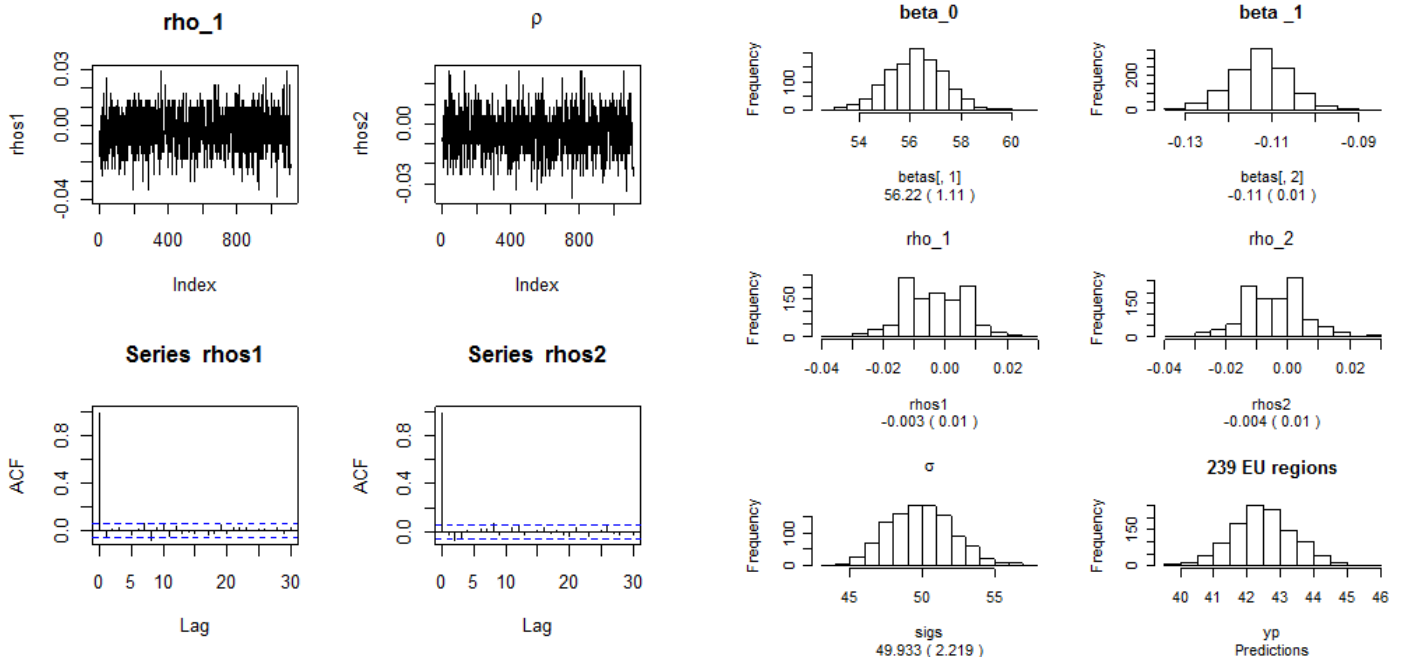 rho_1
ρ
rhos1
0.03
0.00
-0.04
0
400
800
Index
rhos2
0.00
-0.03
0
400
800
Index
Series rhos1
Series rhos2
ACF
0.8
0.4
0.0
0 5 10 20 30
Lag
ACF
0.8
0.4
0.0
0 5 10 20 30
Lag
beta_0
Frequency
100
0
54 56 58 60
betas[, 1]
56.22 ( 1.11 )
beta _1
Frequency
200
0
-0.13 -0.11 -0.09
betas[, 2]
-0.11 ( 0.01 )
rho_1
Frequency
150
0
-0.04 -0.02 0.00 0.02
rhos1
-0.003 ( 0.01 )
rho_2
Frequency
150
0
-0.04 -0.02 0.00 0.02
rhos2
-0.004 ( 0.01 )
σ
Frequency
100
0
45 50 55
sigs
49.933 ( 2.219 )
239 EU regions
Frequency
150
0
40 41 42 43 44 45 46
yp
Predictions